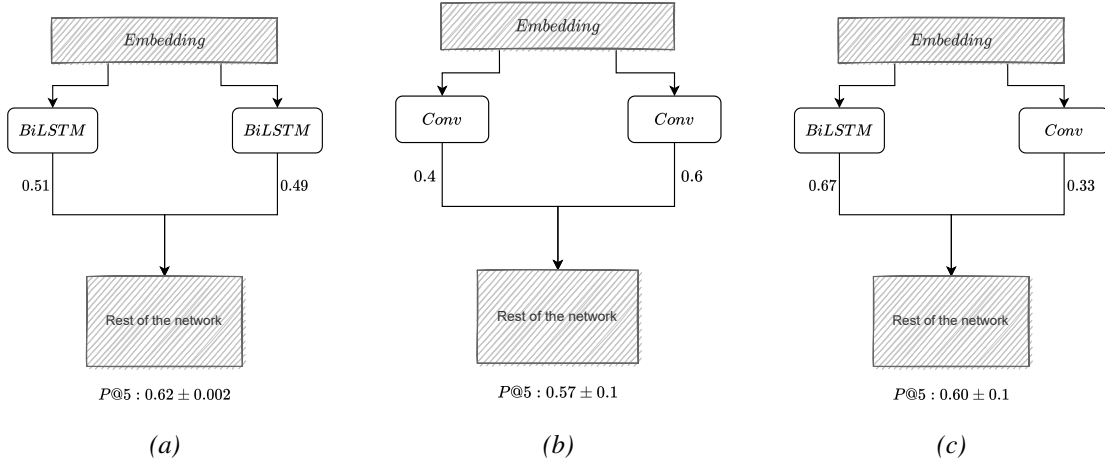 Embedding
BiLSTM
BiLSTM
0.51
0.49
Rest of the network
P@5 : 0.62 ± 0.002
(a)
Embedding
Conv
Conv
0.4
0.6
Rest of the network
P@5 : 0.57 ± 0.1
(b)
Embedding
BiLSTM
Conv
0.67
0.33
Rest of the network
P@5 : 0.60 ± 0.1
(c)